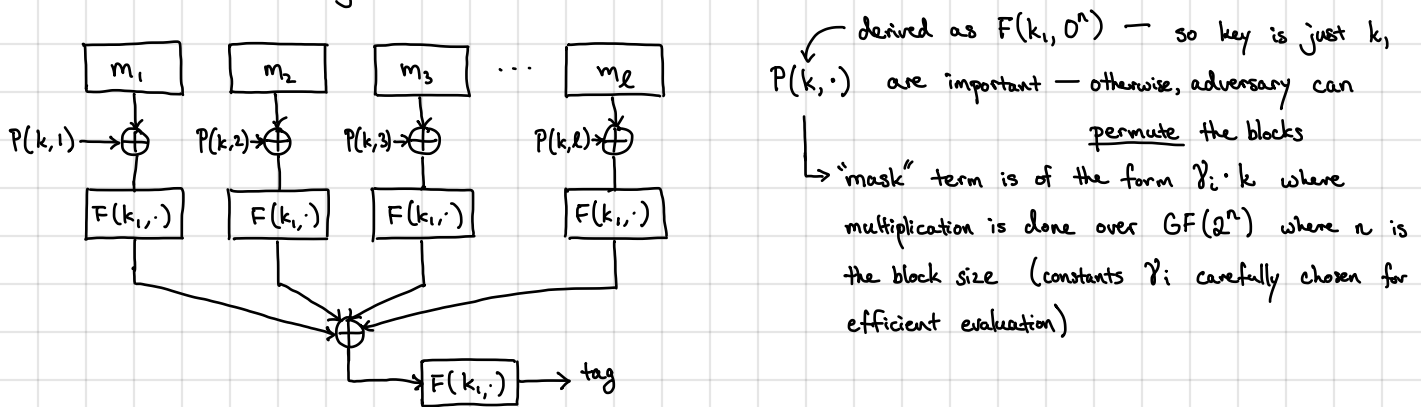 m₁ m₂ m₃ ... mℓ
P(k,1) P(k,2) P(k,3) P(k,ℓ)
F(k₁,·) F(k₁,·) F(k₁,·) F(k₁,·)
F(k₁,·) tag
derived as F(k₁, 0ⁿ) — so key is just k₁
P(k,·) are important — otherwise, adversary can
permute the blocks
"mask" term is of the form γᵢ · k where
multiplication is done over GF(2ⁿ) where n is
the block size (constants γᵢ carefully chosen for
efficient evaluation)